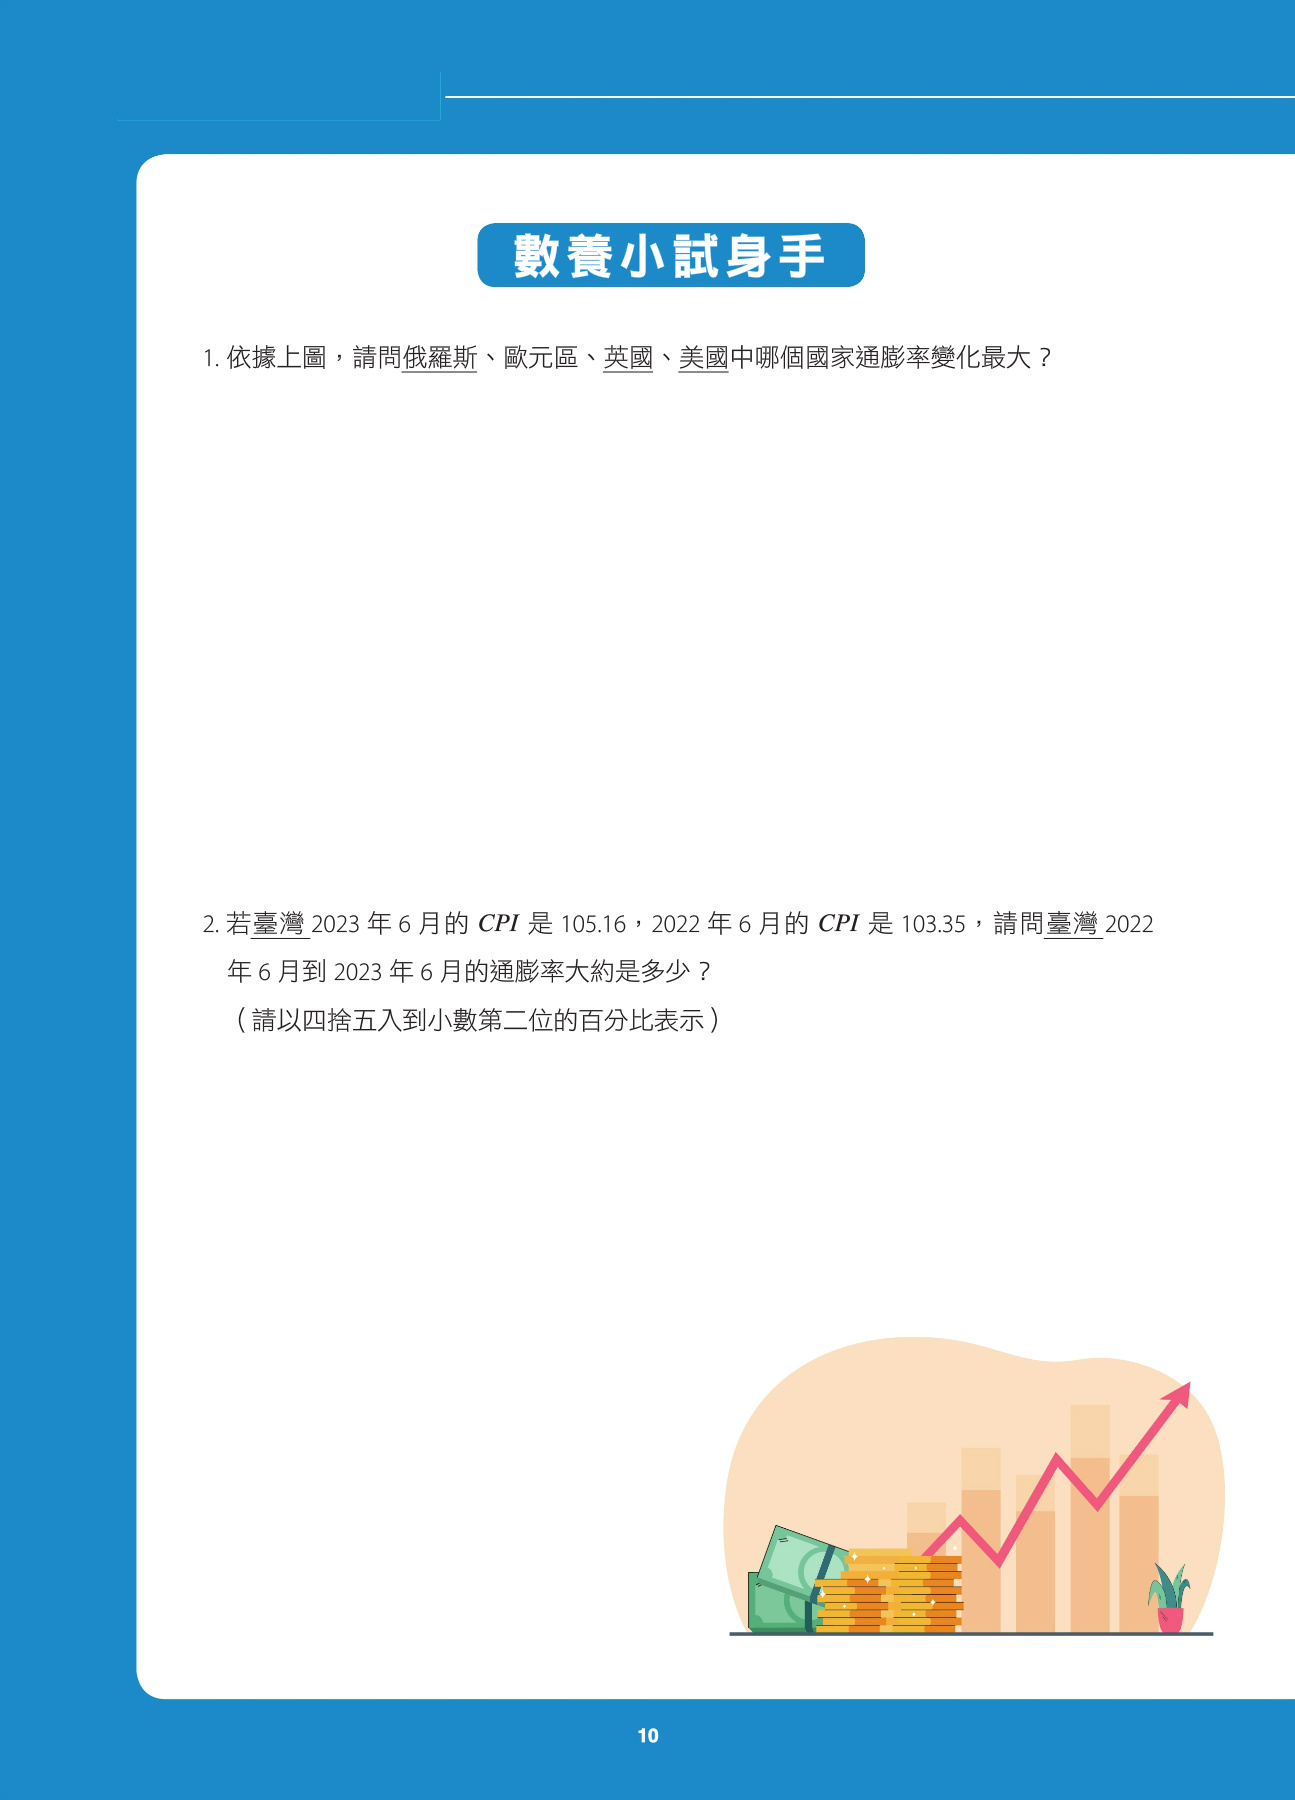 數養小試身手
1. 依據上圖，請問俄羅斯、歐元區、英國、美國中哪個國家通膨率變化最大？
2. 若臺灣 2023 年 6 月的 CPI 是 105.16，2022 年 6 月的 CPI 是 103.35，請問臺灣 2022
年 6 月到 2023 年 6 月的通膨率大約是多少？
（請以四捨五入到小數第二位的百分比表示）
10